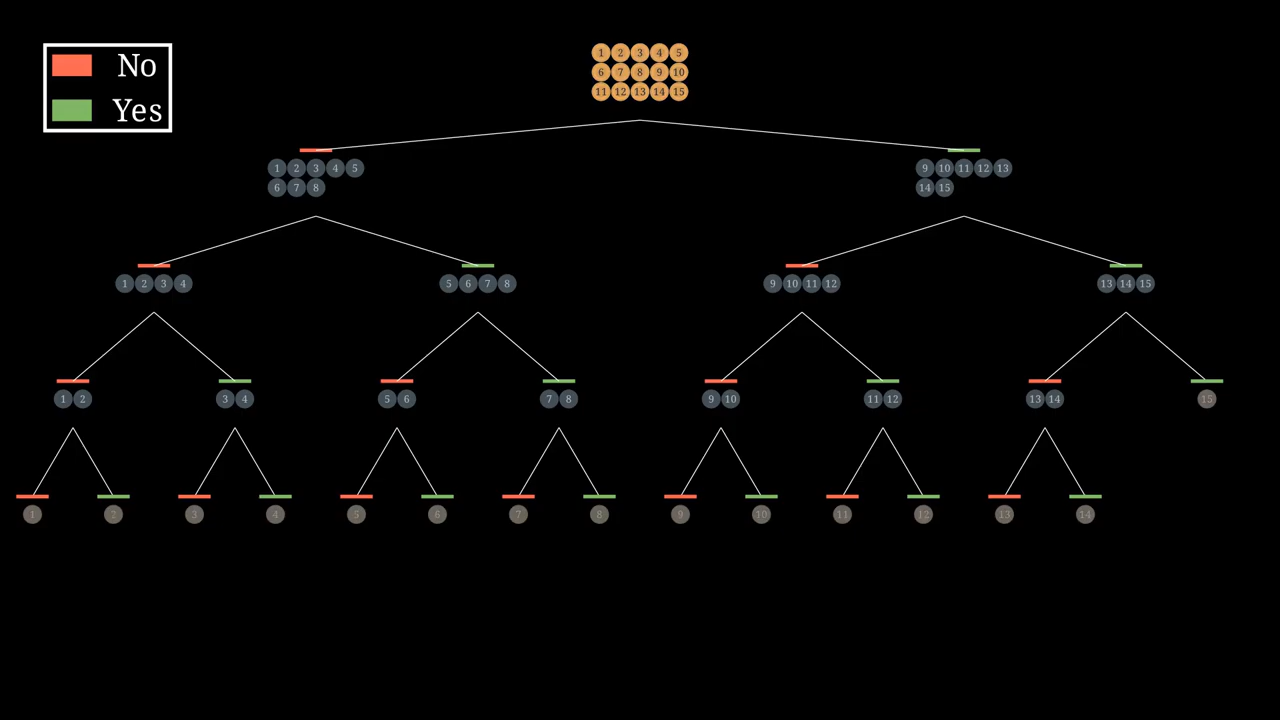 No
Yes
1 2 3 4 5
6 7 8 9 10
11 12 13 14 15
1 2 3 4 5
6 7 8
9 10 11 12 13
14 15
1 2 3 4
5 6 7 8
9 10 11 12
13 14 15
1 2
3 4
5 6
7 8
9 10
11 12
13 14
15
1
2
3
4
5
6
7
8
9
10
11
12
13
14